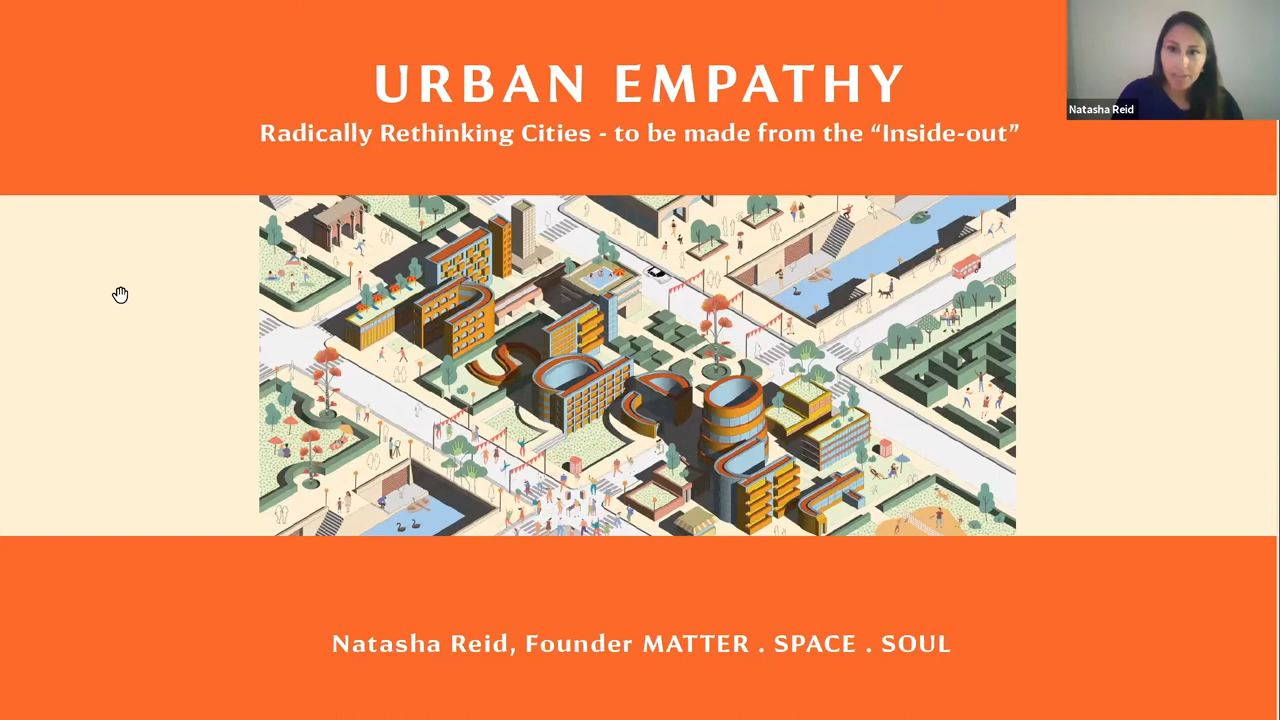 URBAN EMPATHY
Radically Rethinking Cities - to be made from the “Inside-out”
Natasha Reid
Natasha Reid, Founder MATTER . SPACE . SOUL